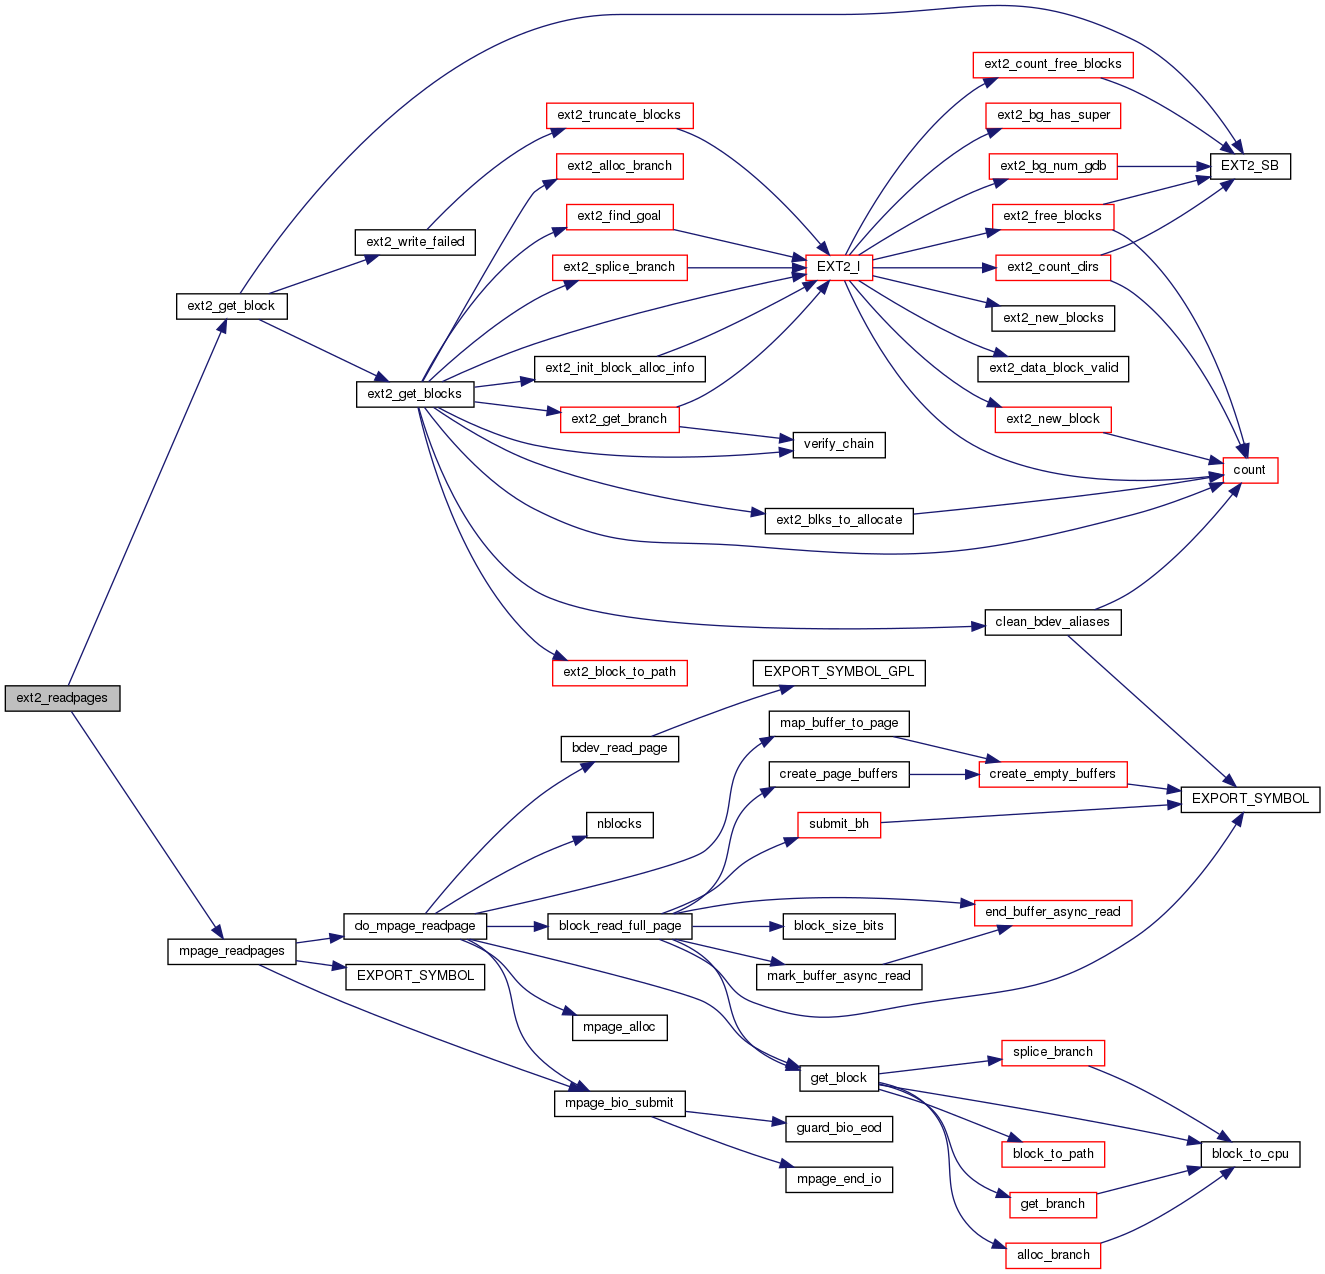 ext2_count_free_blocks
ext2_truncate_blocks
ext2_bg_has_super
ext2_alloc_branch
ext2_bg_num_gdb
EXT2_SB
ext2_find_goal
ext2_free_blocks
ext2_write_failed
ext2_splice_branch
EXT2_I
ext2_count_dirs
ext2_get_block
ext2_new_blocks
ext2_init_block_alloc_info
ext2_data_block_valid
ext2_get_blocks
ext2_get_branch
ext2_new_block
verify_chain
count
ext2_blks_to_allocate
clean_bdev_aliases
ext2_block_to_path
EXPORT_SYMBOL_GPL
ext2_readpages
map_buffer_to_page
bdev_read_page
create_page_buffers
create_empty_buffers
EXPORT_SYMBOL
nblocks
submit_bh
end_buffer_async_read
do_mpage_readpage
block_read_full_page
block_size_bits
mpage_readpages
EXPORT_SYMBOL
mark_buffer_async_read
mpage_alloc
splice_branch
get_block
mpage_bio_submit
guard_bio_eod
block_to_path
block_to_cpu
mpage_end_io
get_branch
alloc_branch